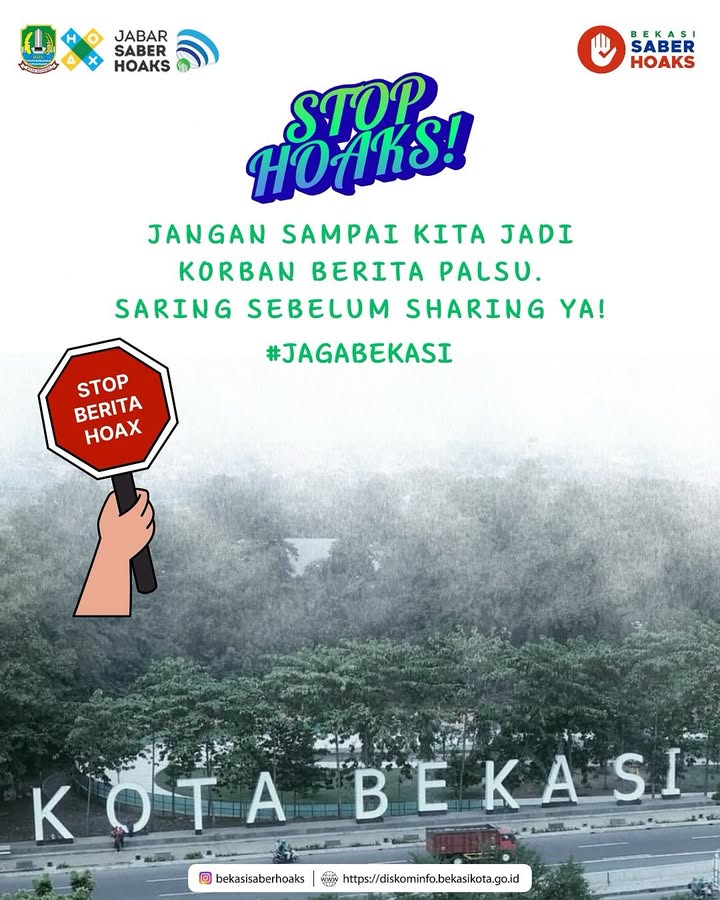 JABAR
SABER
HOAKS
BEKASI
SABER
HOAKS
STOP
HOAKS!
JANGAN SAMPAI KITA JADI
KORBAN BERITA PALSU.
SARING SEBELUM SHARING YA!
#JAGABEKASI
STOP
BERITA
HOAX
KOTA BEKASI
bekasisaberhoaks
https://diskominfo.bekasikota.go.id